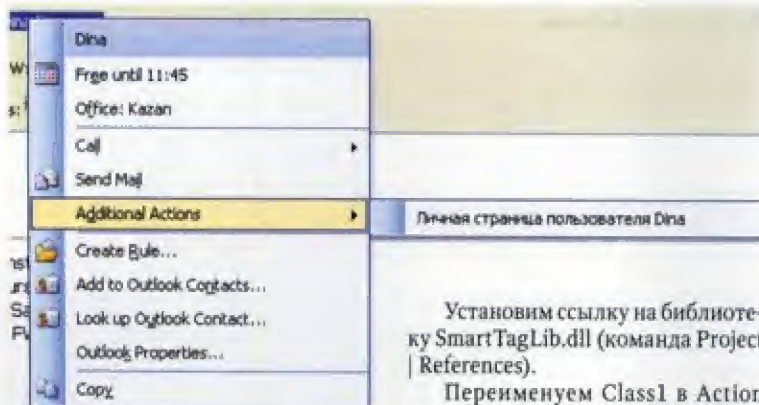 Dina
Free until 11:45
Office: Kazan
Call
Send Mail
Additional Actions
Личная страница пользователя Dina
Create Rule...
Add to Outlook Contacts...
Look up Outlook Contact...
Outlook Properties...
Copy
Установим ссылку на библиоте-
ку SmartTagLib.dll (команда Project
| References).
Переименуем Class1 в Action